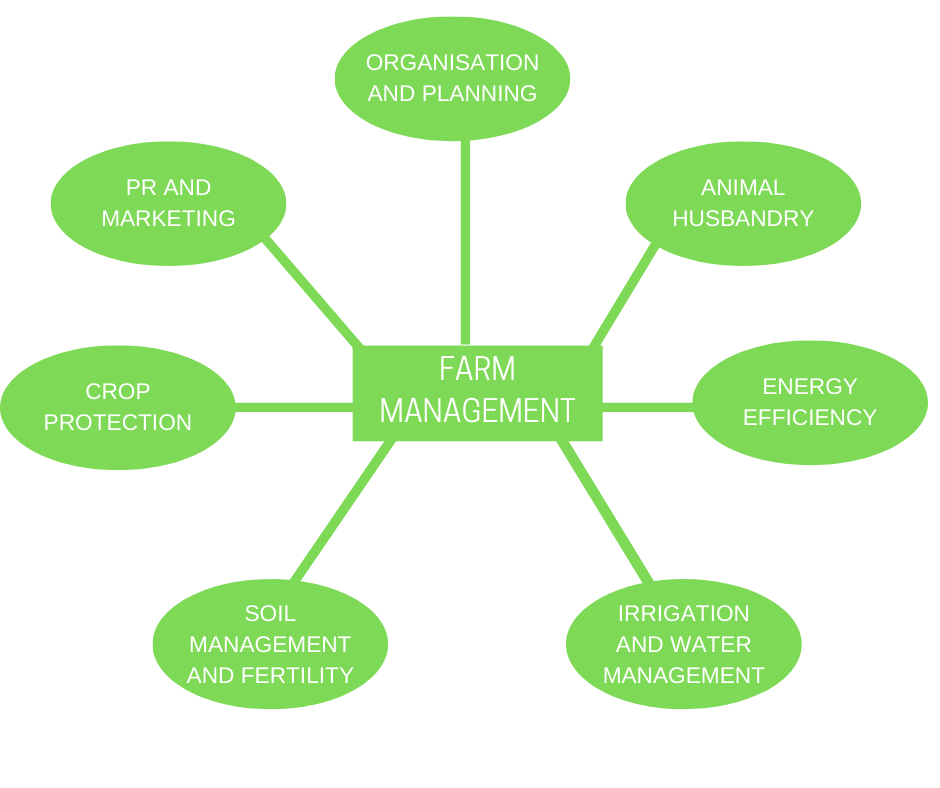 ORGANISATION
AND PLANNING
PR AND
MARKETING
ANIMAL
HUSBANDRY
FARM
MANAGEMENT
CROP
PROTECTION
ENERGY
EFFICIENCY
SOIL
MANAGEMENT
AND FERTILITY
IRRIGATION
AND WATER
MANAGEMENT